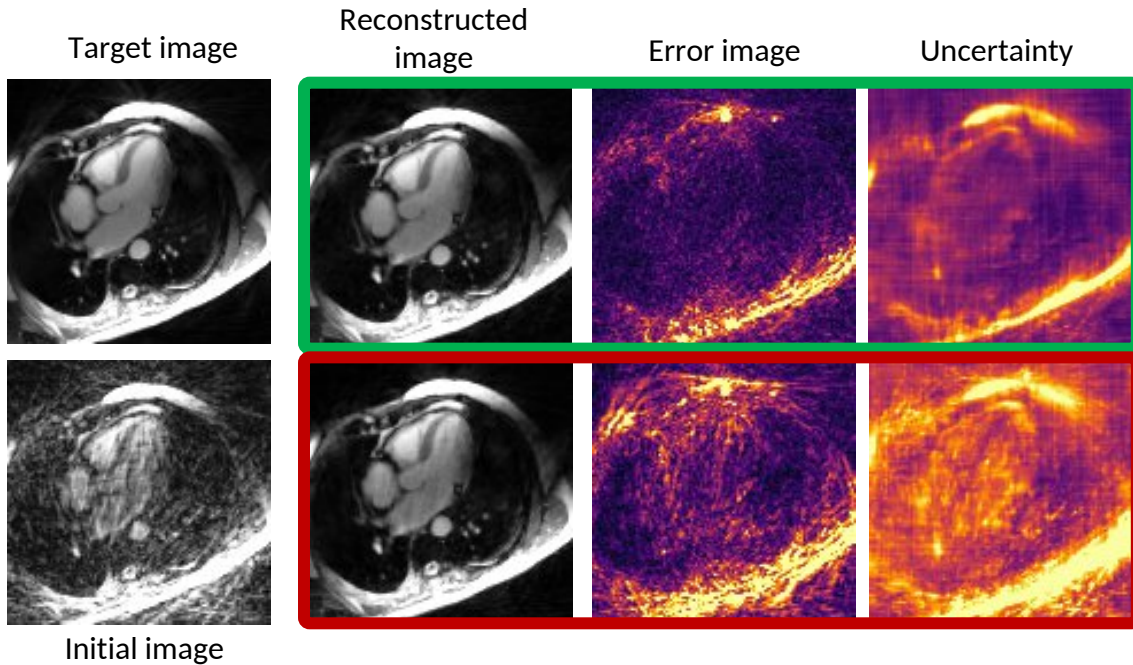 Target image
Reconstructed
image
Error image
Uncertainty
Initial image